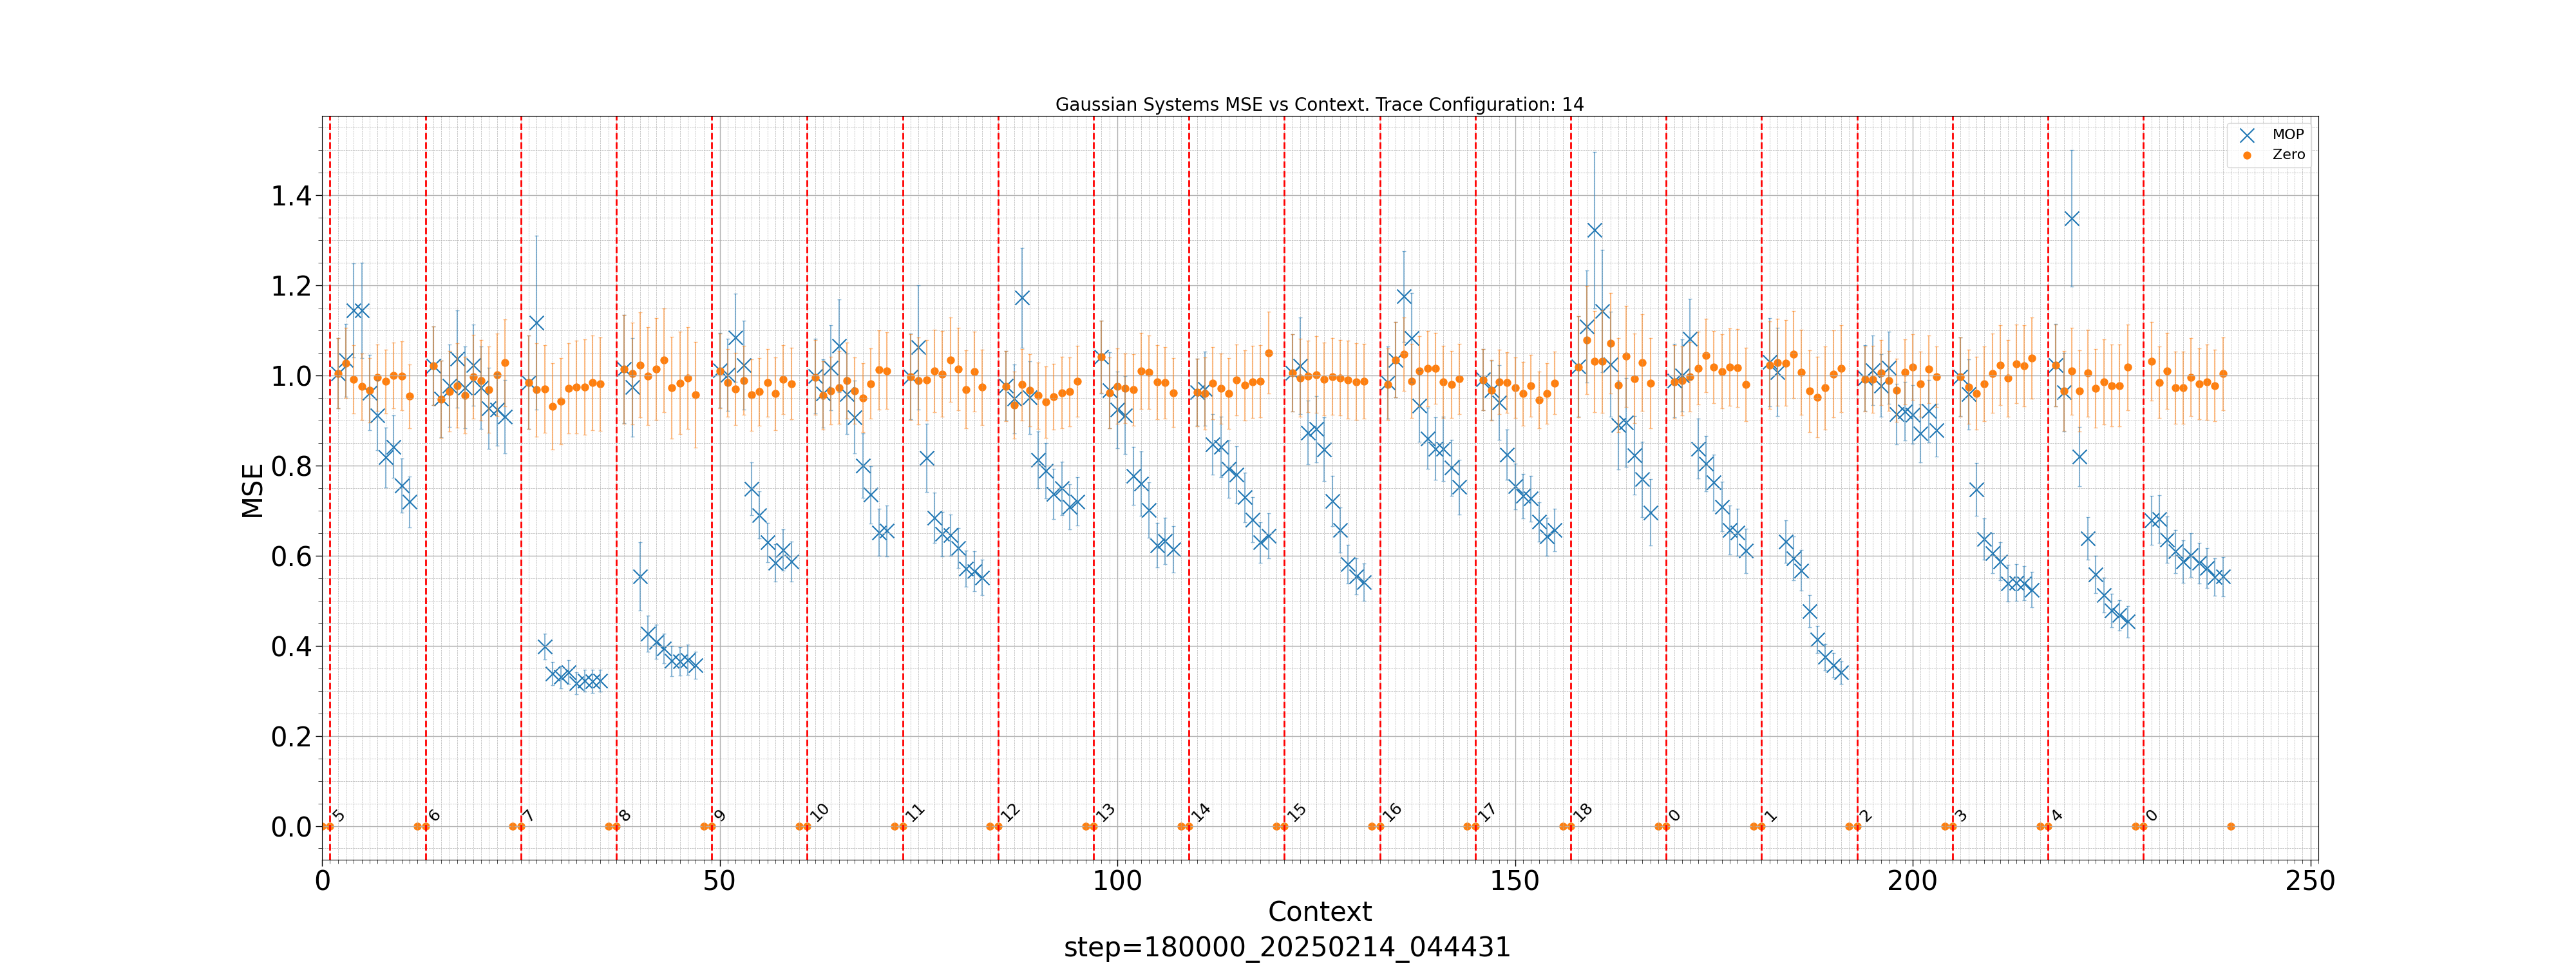 Gaussian Systems MSE vs Context. Trace Configuration: 14
MOP
Zero
MSE
1.4
1.2
1.0
0.8
0.6
0.4
0.2
0.0
5 6 7 8 9 10 11 12 13 14 15 16 17 18 0 1 2 3 4 0
0 50 100 150 200 250
Context
step=180000_20250214_044431